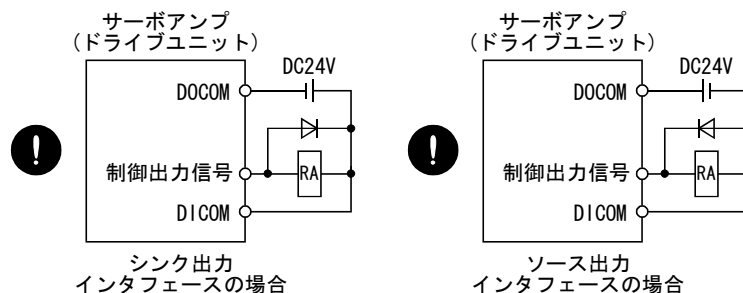 サーボアンプ
（ドライブユニット）
DC24V
DOCOM
制御出力信号
RA
DICOM
シンク出力
インタフェースの場合
サーボアンプ
（ドライブユニット）
DC24V
DOCOM
制御出力信号
RA
DICOM
ソース出力
インタフェースの場合